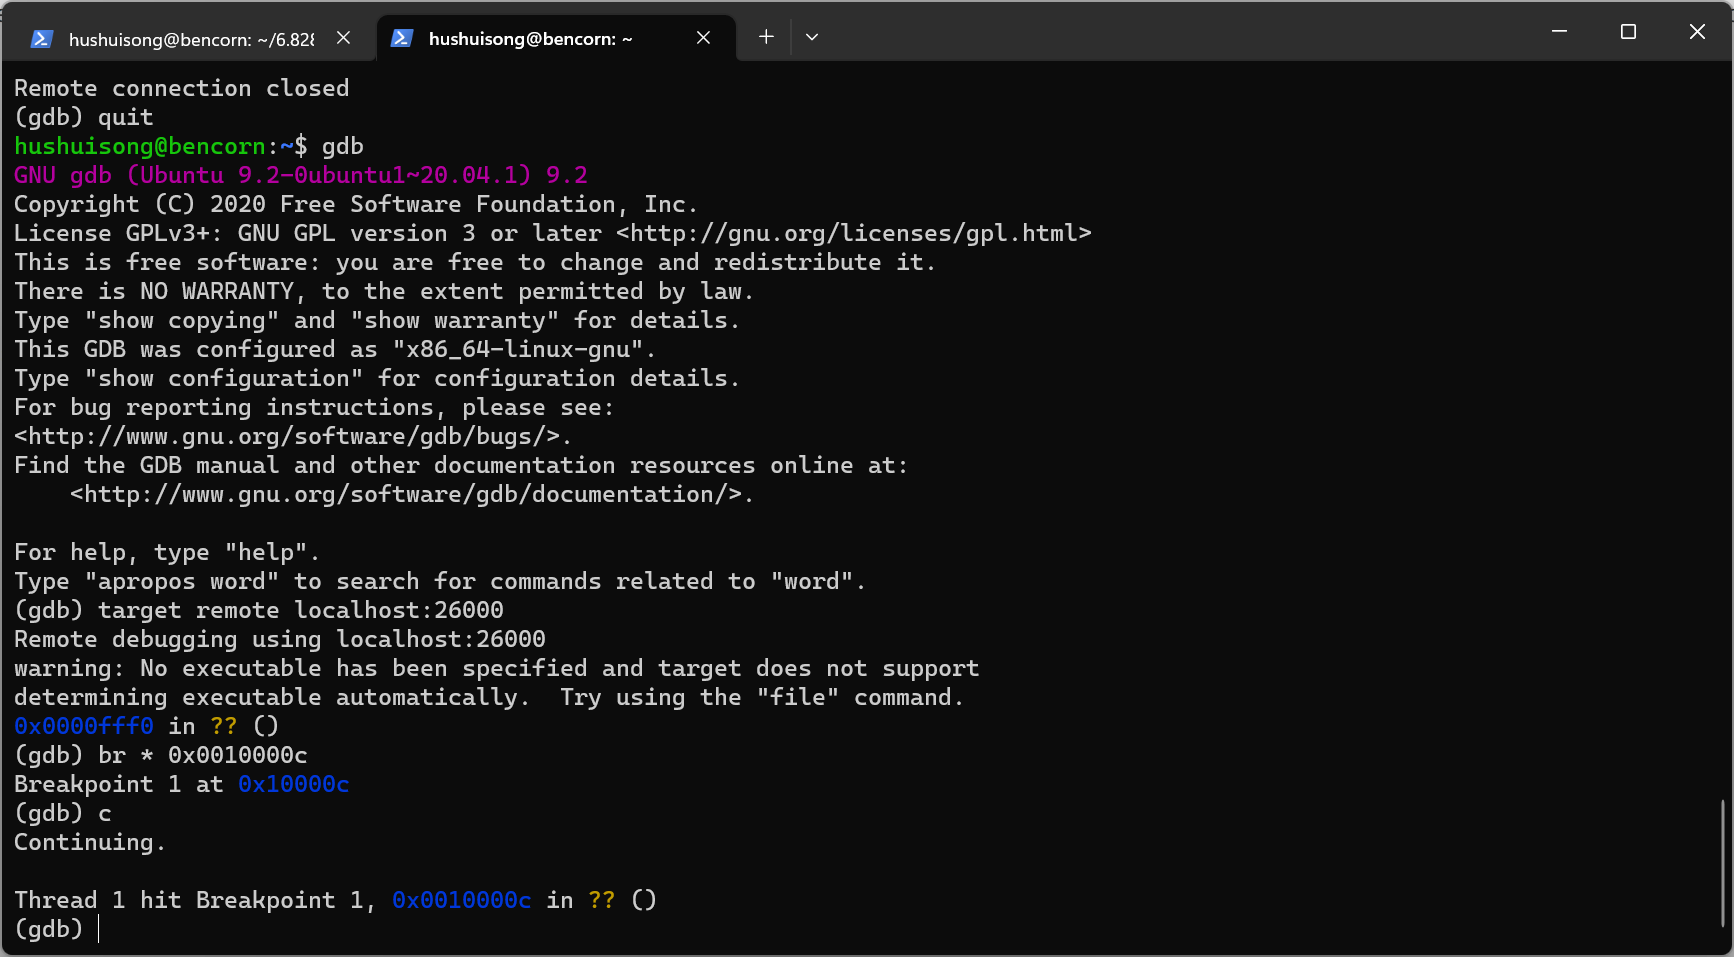 hushuisong@bencorn: ~/6.828
hushuisong@bencorn: ~
Remote connection closed
(gdb) quit
hushuisong@bencorn:~$ gdb
GNU gdb (Ubuntu 9.2-0ubuntu1~20.04.1) 9.2
Copyright (C) 2020 Free Software Foundation, Inc.
License GPLv3+: GNU GPL version 3 or later <http://gnu.org/licenses/gpl.html>
This is free software: you are free to change and redistribute it.
There is NO WARRANTY, to the extent permitted by law.
Type "show copying" and "show warranty" for details.
This GDB was configured as "x86_64-linux-gnu".
Type "show configuration" for configuration details.
For bug reporting instructions, please see:
<http://www.gnu.org/software/gdb/bugs/>.
Find the GDB manual and other documentation resources online at:
    <http://www.gnu.org/software/gdb/documentation/>.

For help, type "help".
Type "apropos word" to search for commands related to "word".
(gdb) target remote localhost:26000
Remote debugging using localhost:26000
warning: No executable has been specified and target does not support
determining executable automatically.  Try using the "file" command.
0x0000fff0 in ?? ()
(gdb) br * 0x0010000c
Breakpoint 1 at 0x10000c
(gdb) c
Continuing.

Thread 1 hit Breakpoint 1, 0x0010000c in ?? ()
(gdb)